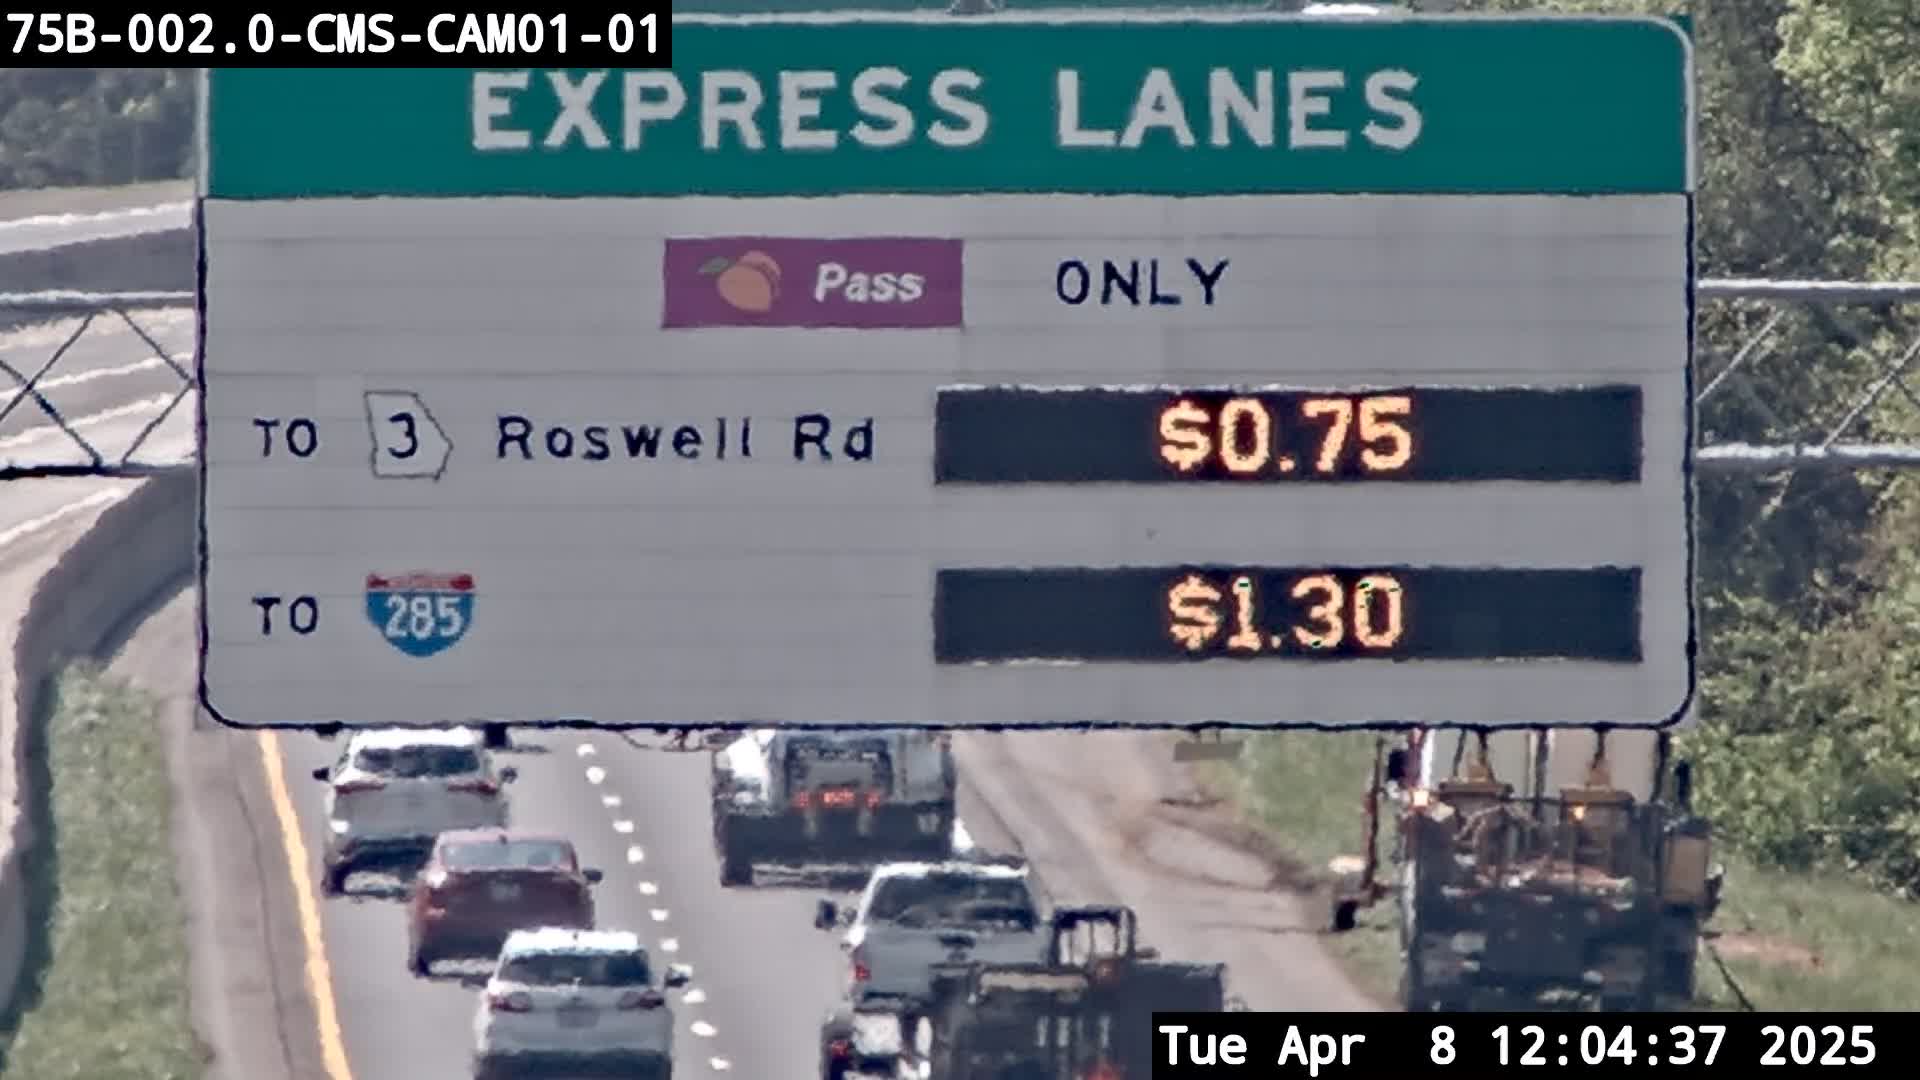 75B-002.0-CMS-CAM01-01
EXPRESS LANES
Pass ONLY
TO 3 Roswell Rd $0.75
TO 285 $1.30
Tue Apr 8 12:04:37 2025